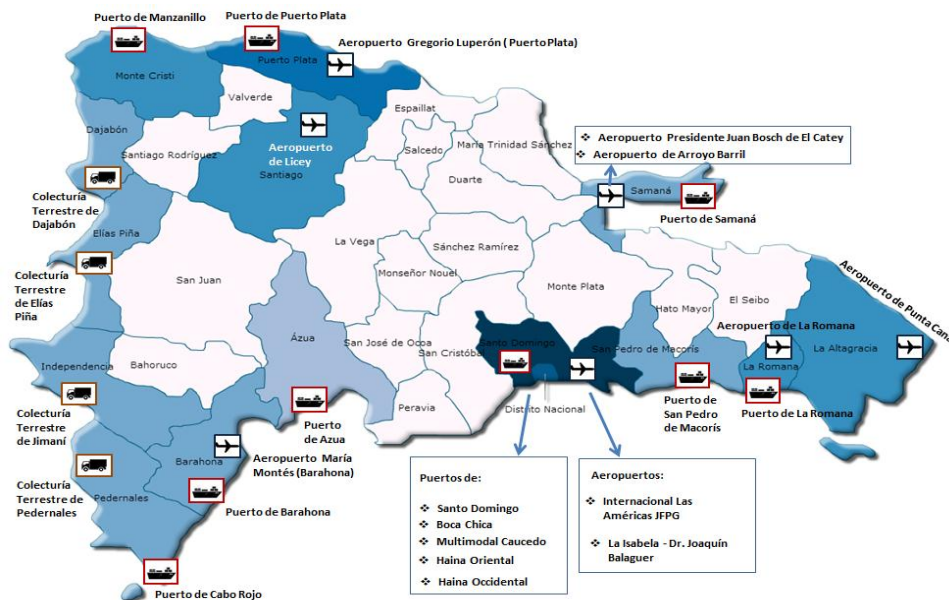 Puerto de Manzanillo
Puerto de Puerto Plata
Aeropuerto Gregorio Luperón ( Puerto Plata)
Puerto Plata
Monte Cristi
Valverde
Espaillat
Dajabón
Aeropuerto
de Licey
Santiago
Santiago Rodríguez
Salcedo
María Trinidad Sánchez
Duarte
❖ Aeropuerto Presidente Juan Bosch de El Catey
❖ Aeropuerto de Arroyo Barril
Samaná
Puerto de Samaná
Colecturía
Terrestre de
Dajabón
Elías Piña
Colecturía
Terrestre
de Elías
Piña
San Juan
La Vega
Sánchez Ramírez
Monseñor Nouel
Monte Plata
Hato Mayor
El Seibo
Aeropuerto de Punta Cana
Aeropuerto de La Romana
La Altagracia
La Romana
Puerto de La Romana
Ázua
San José de Ocoa
San Cristóbal
Santo Domingo
San Pedro de Macorís
Puerto de
San Pedro
de Macorís
Distrito Nacional
Peravia
Independencia
Bahoruco
Colecturía
Terrestre
de Jimaní
Puerto
de Azua
Barahona
Aeropuerto María
Montés (Barahona)
Colecturía
Terrestre de
Pedernales
Pedernales
Puerto de Barahona
Puerto de Cabo Rojo
Puertos de:
❖ Santo Domingo
❖ Boca Chica
❖ Multimodal Caucedo
❖ Haina Oriental
❖ Haina Occidental
Aeropuertos:
❖ Internacional Las
Américas JFPG
❖ La Isabela - Dr. Joaquín
Balaguer